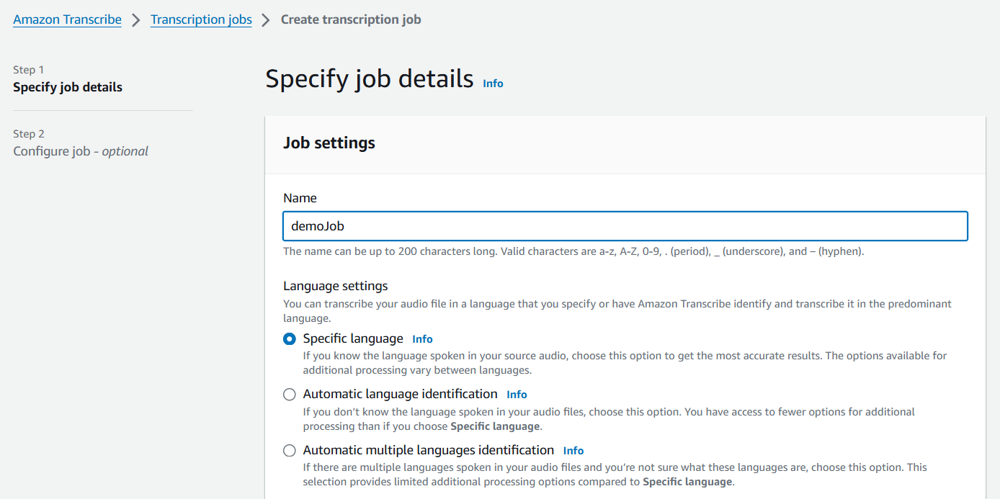 Amazon Transcribe > Transcription jobs > Create transcription job
Step 1
Specify job details
Step 2
Configure job - optional
Specify job details Info
Job settings
Name
demoJob
The name can be up to 200 characters long. Valid characters are a-z, A-Z, 0-9, . (period), _ (underscore), and – (hyphen).
Language settings
You can transcribe your audio file in a language that you specify or have Amazon Transcribe identify and transcribe it in the predominant
language.
Specific language Info
If you know the language spoken in your source audio, choose this option to get the most accurate results. The options available for
additional processing vary between languages.
Automatic language identification Info
If you don’t know the language spoken in your audio files, choose this option. You have access to fewer options for additional
processing than if you choose Specific language.
Automatic multiple languages identification Info
If there are multiple languages spoken in your audio files and you’re not sure what these languages are, choose this option. This
selection provides limited additional processing options compared to Specific language.